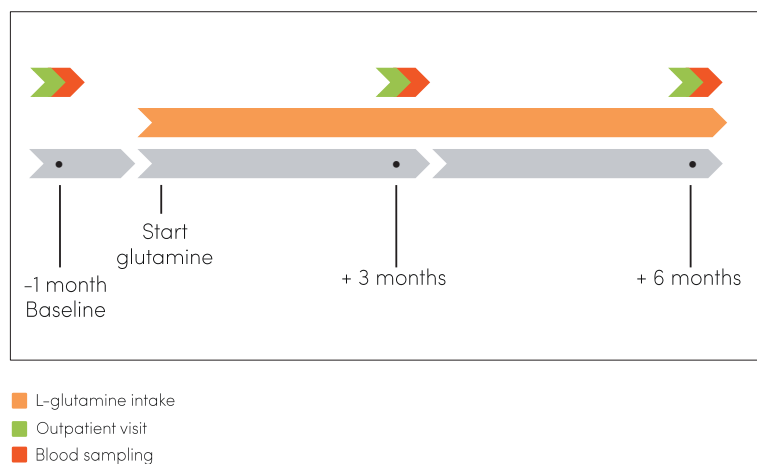 Start
glutamine
-1 month
Baseline
+ 3 months
+ 6 months
L-glutamine intake
Outpatient visit
Blood sampling